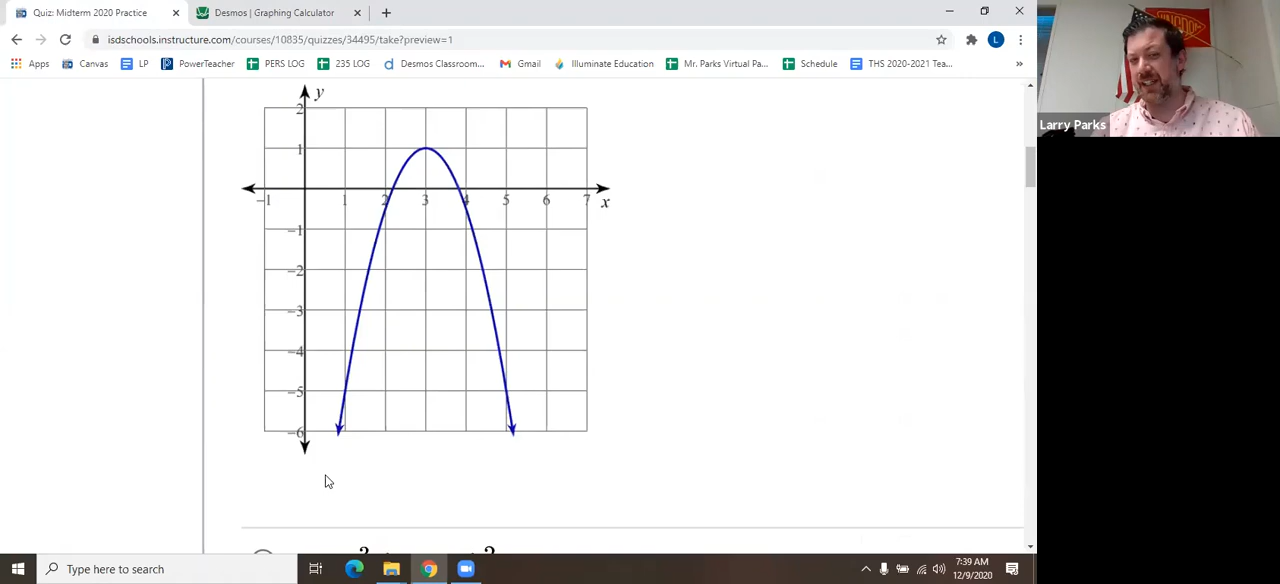 Quiz: Midterm 2020 Practice
Desmos | Graphing Calculator
isdschools.instructure.com/courses/10835/quizzes/34495/take?preview=1
L
Apps
Canvas
LP
PowerTeacher
PERS LOG
235 LOG
Desmos Classroom...
Gmail
Illuminate Education
Mr. Parks Virtual Pa...
Schedule
THS 2020-2021 Tea...
»
KINGDOM
Larry Parks
y
2
1
-1
1
2
3
4
5
6
7
x
-1
-2
-3
-4
-5
-6
Type here to search
7:39 AM
12/9/2020